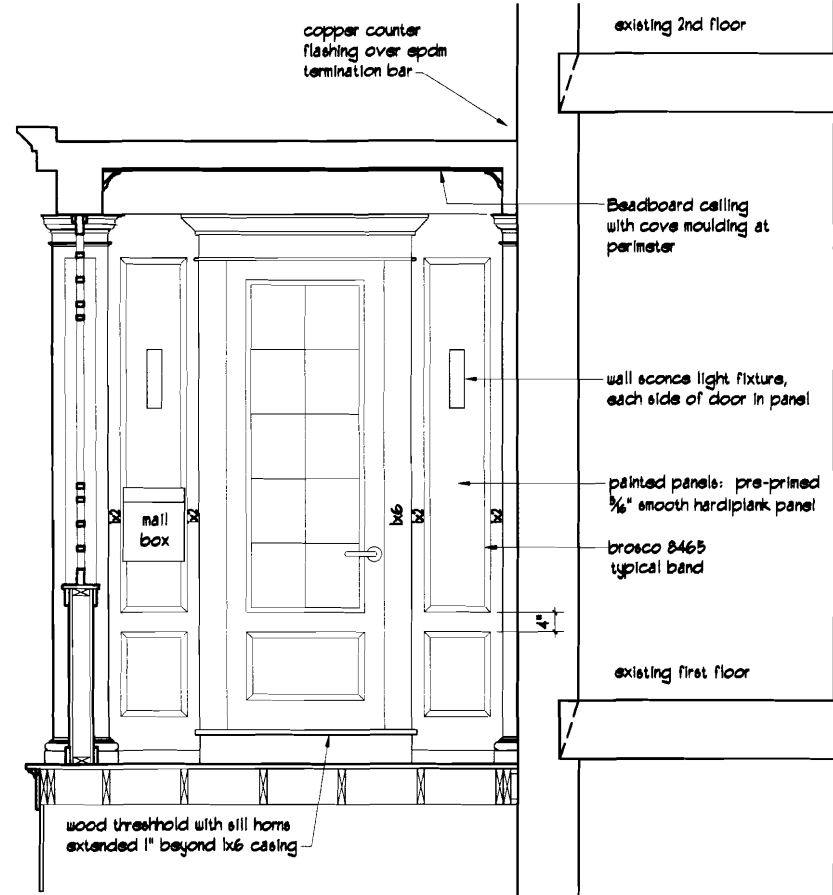 copper counter
flashing over epdm
termination bar
existing 2nd floor
Beadboard ceiling
with cove moulding at
perimeter
wall sconce light fixture,
each side of door in panel
painted panels: pre-primed
5/16" smooth hardiplank panel
brosco 8465
typical band
1x2
mail
box
1x2
1x6
1x2
1x2
4"
existing first floor
wood threshhold with sill horns
extended 1" beyond 1x6 casing